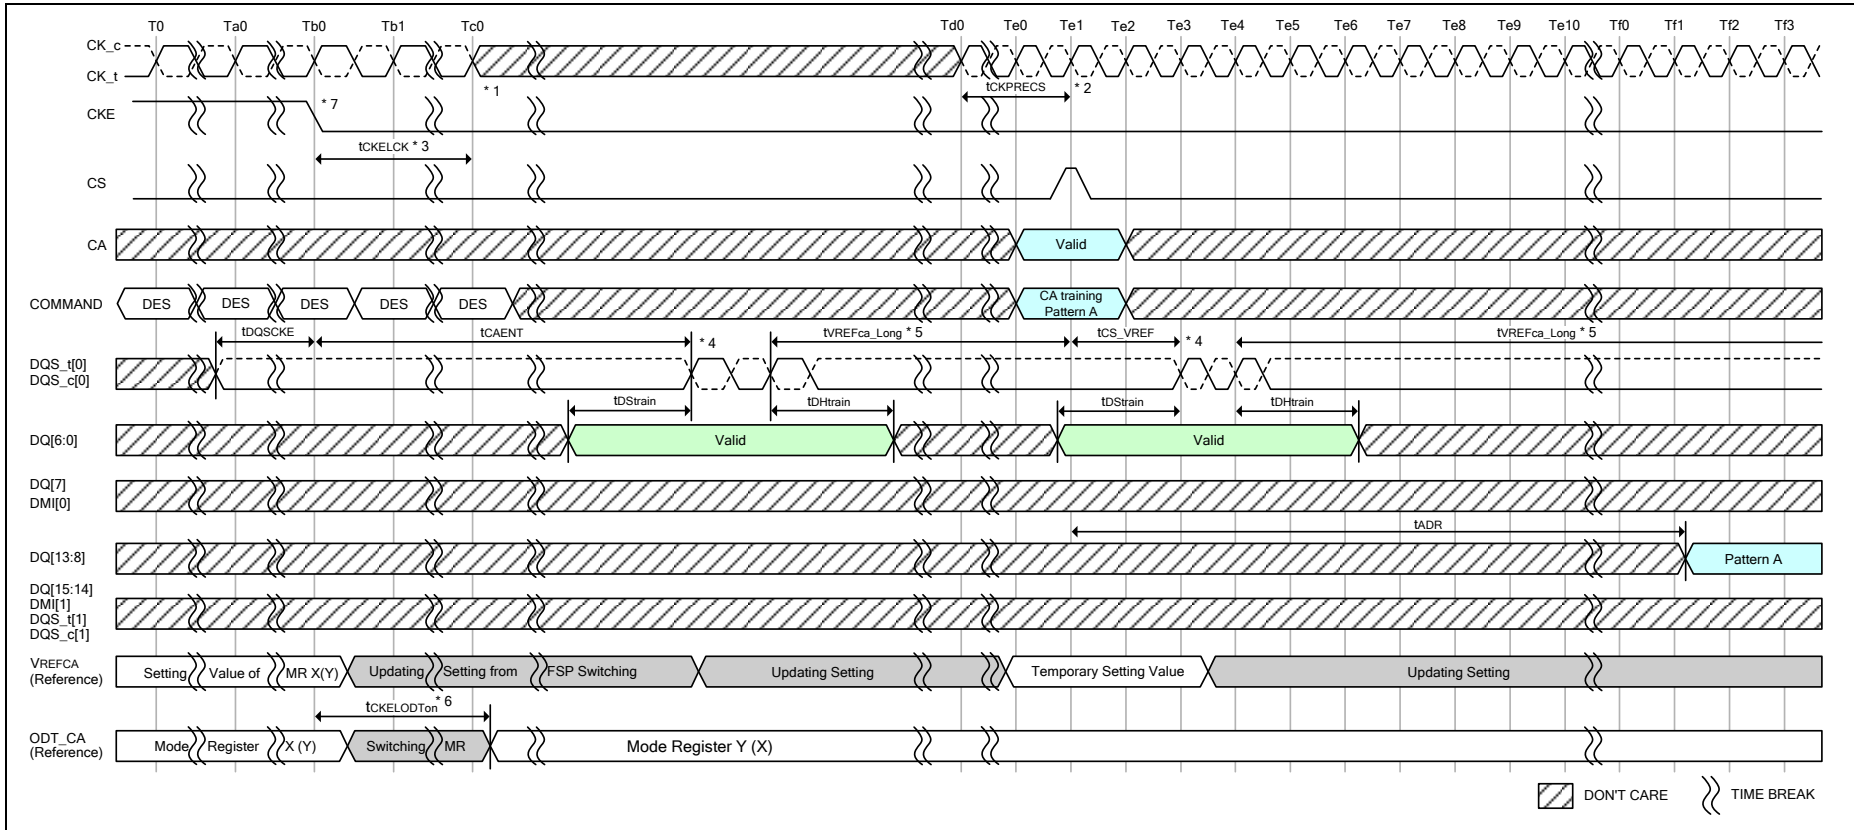 T0 Ta0 Tb0 Tb1 Tc0 Td0 Te0 Te1 Te2 Te3 Te4 Te5 Te6 Te7 Te8 Te9 Te10 Tf0 Tf1 Tf2 Tf3
CK_c
CK_t
* 1
tCKPRECS * 2
CKE
* 7
tCKELCK * 3
CS
CA
Valid
COMMAND
DES DES DES DES DES
CA training
Pattern A
tDQSCKE tCAENT * 4 tVREFca_Long * 5 tCS_VREF * 4 tVREFca_Long * 5
DQS_t[0]
DQS_c[0]
tDStrain tDHtrain tDStrain tDHtrain
DQ[6:0]
Valid Valid
DQ[7]
DMI[0]
tADR
DQ[13:8]
Pattern A
DQ[15:14]
DMI[1]
DQS_t[1]
DQS_c[1]
VREFCA
(Reference)
Setting Value of MR X(Y) Updating Setting from FSP Switching Updating Setting Temporary Setting Value Updating Setting
tCKELODTon * 6
ODT_CA
(Reference)
Mode Register X (Y) Switching MR Mode Register Y (X)
DON'T CARE TIME BREAK